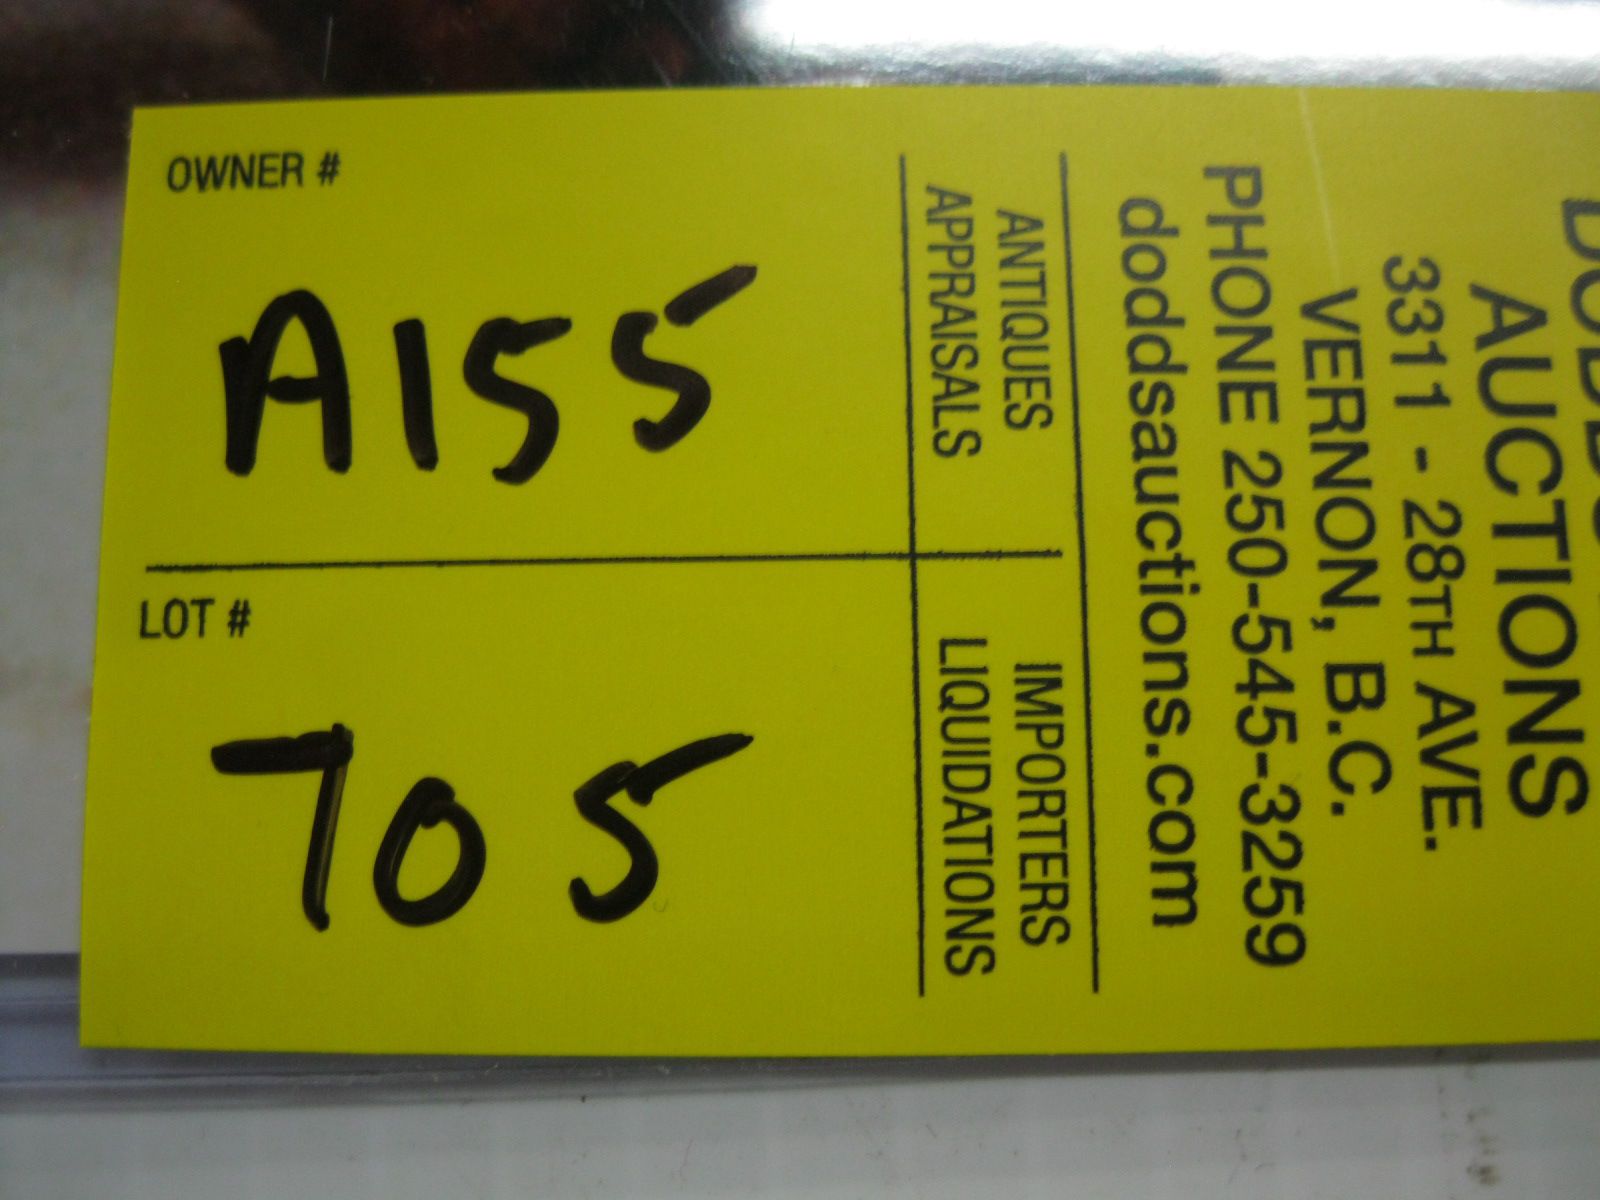 OWNER #
A155
LOT #
705
AUCTIONS
3311 - 28TH AVE.
VERNON, B.C.
PHONE 250-545-3259
doddsauctions.com
ANTIQUES
APPRAISALS
IMPORTERS
LIQUIDATIONS